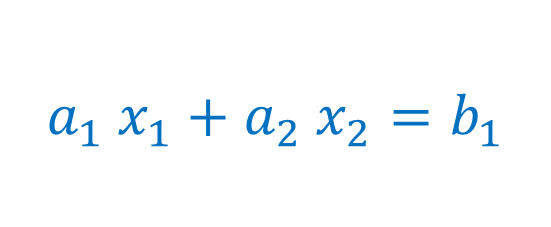 a₁ x₁ + a₂ x₂ = b₁